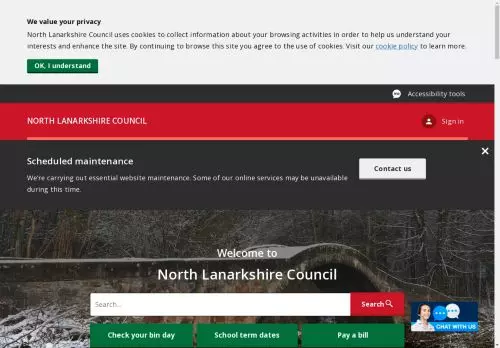 We value your privacy
North Lanarkshire Council uses cookies to collect information about your browsing activities in order to help us understand your
interests and enhance the site. By continuing to browse this site you agree to the use of cookies. Visit our cookie policy to learn more.
OK, I understand
Accessibility tools
NORTH LANARKSHIRE COUNCIL
Sign in
Scheduled maintenance
We're carrying out essential website maintenance. Some of our online services may be unavailable
during this time.
Contact us
Welcome to
North Lanarkshire Council
Search...
Search
CHAT WITH US
Check your bin day
School term dates
Pay a bill